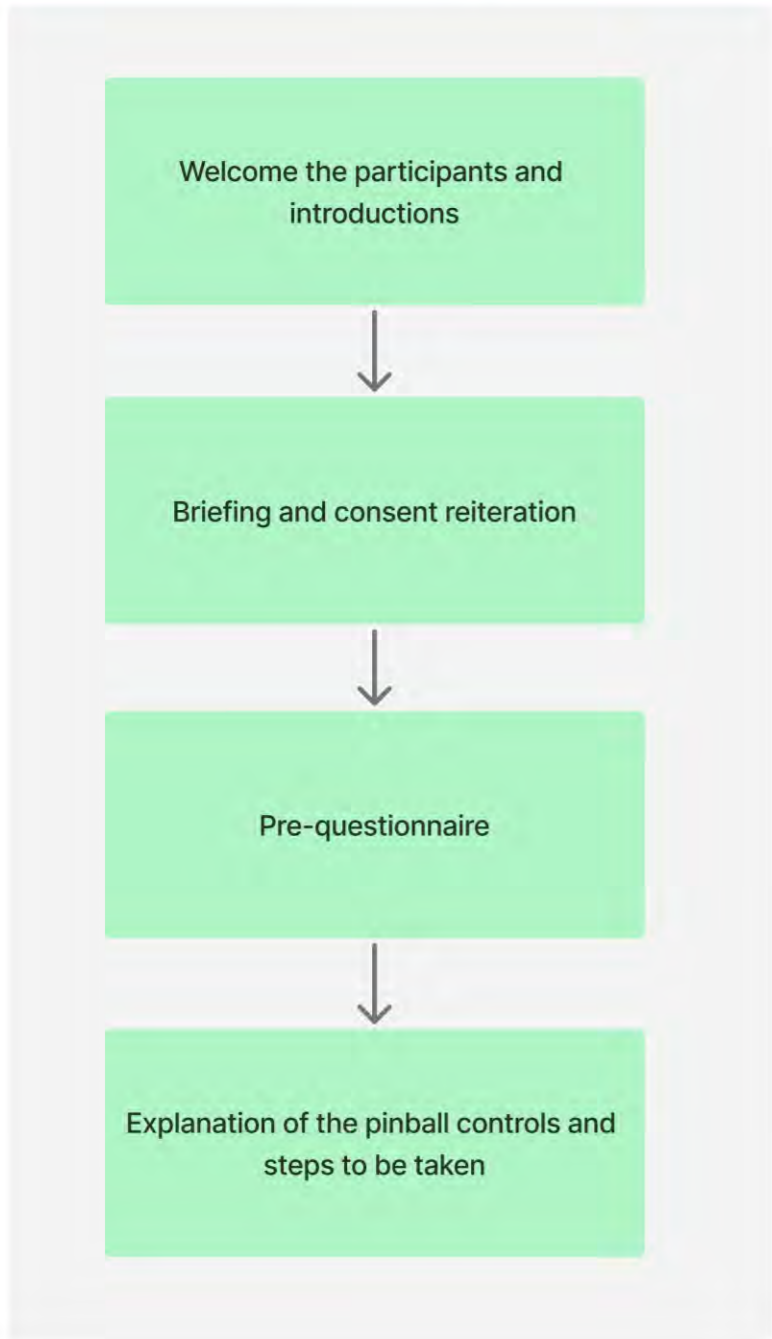 Welcome the participants and
introductions
Briefing and consent reiteration
Pre-questionnaire
Explanation of the pinball controls and
steps to be taken